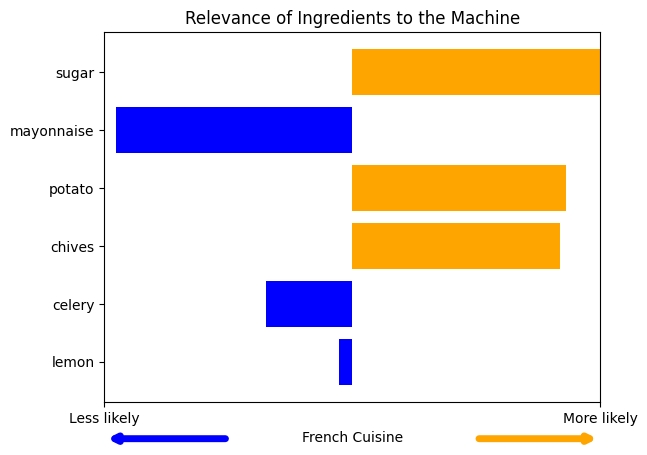 Relevance of Ingredients to the Machine
sugar
mayonnaise
potato
chives
celery
lemon
Less likely
More likely
French Cuisine